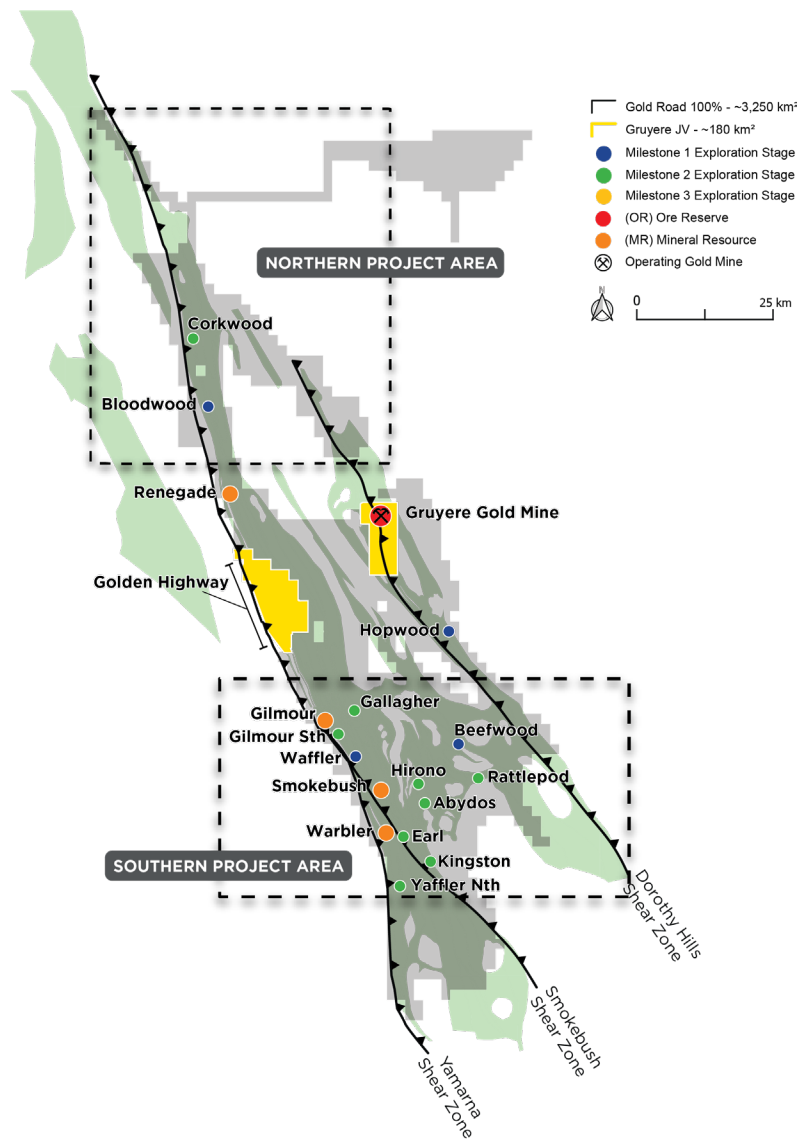 Gold Road 100% - ~3,250 km²
Gruyere JV - ~180 km²
Milestone 1 Exploration Stage
Milestone 2 Exploration Stage
Milestone 3 Exploration Stage
(OR) Ore Reserve
(MR) Mineral Resource
Operating Gold Mine
N
0 25 km
NORTHERN PROJECT AREA
Corkwood
Bloodwood
Renegade
Gruyere Gold Mine
Golden Highway
Hopwood
Gallagher
Gilmour
Gilmour Sth
Beefwood
Waffler
Hirono
Rattlepod
Smokebush
Abydos
Warbler
Earl
Kingston
SOUTHERN PROJECT AREA
Yaffler Nth
Dorothy Hills
Shear Zone
Smokebush
Shear Zone
Yamarna
Shear Zone